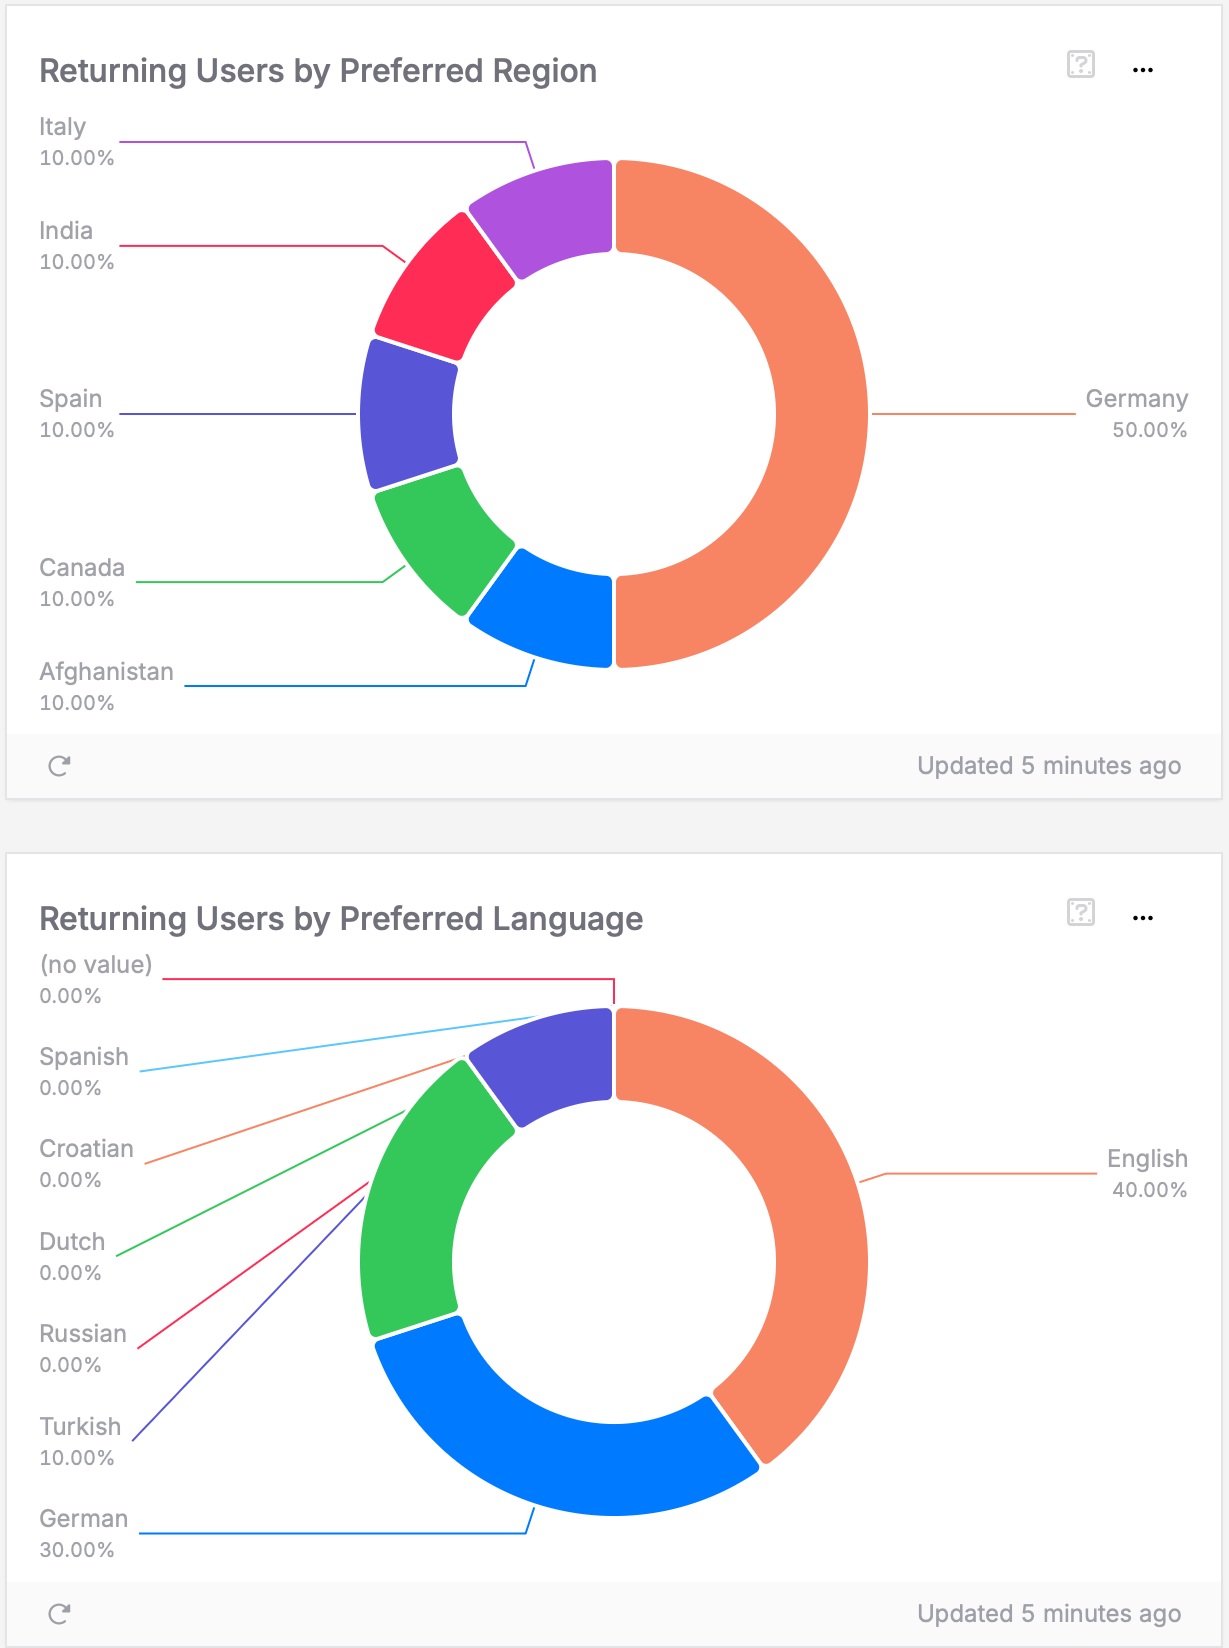 Returning Users by Preferred Region
Italy
10.00%
India
10.00%
Spain
10.00%
Germany
50.00%
Canada
10.00%
Afghanistan
10.00%
Updated 5 minutes ago
Returning Users by Preferred Language
(no value)
0.00%
Spanish
0.00%
Croatian
0.00%
English
40.00%
Dutch
0.00%
Russian
0.00%
Turkish
10.00%
German
30.00%
Updated 5 minutes ago